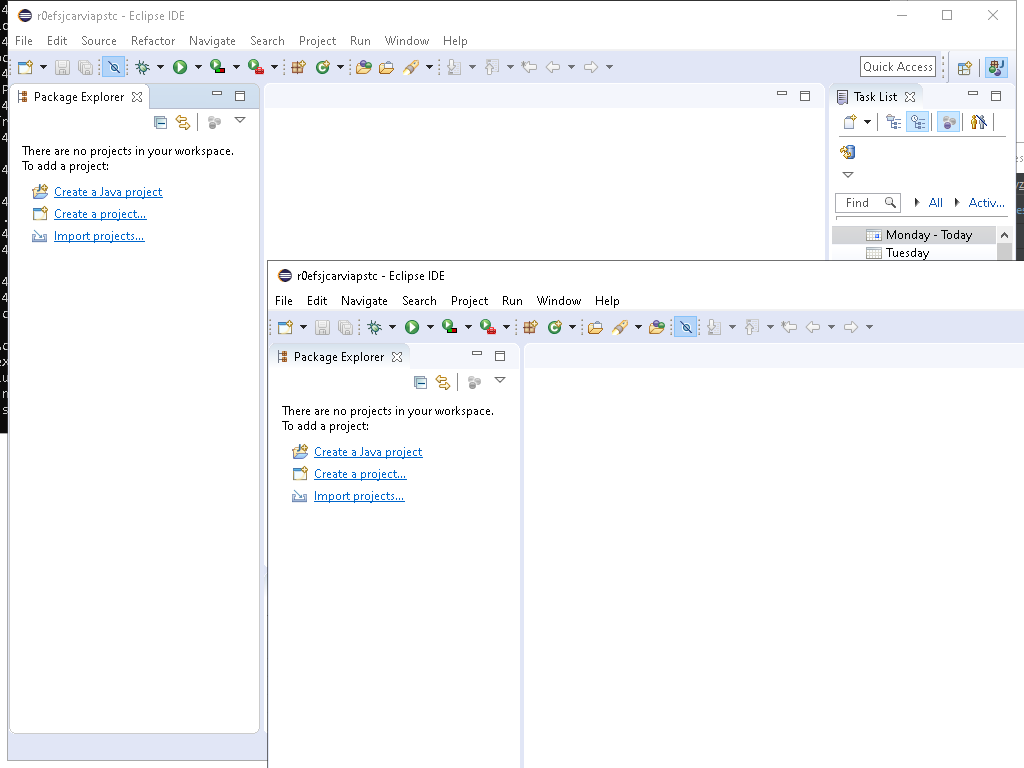 r0efsjcarviapstc - Eclipse IDE
File Edit Source Refactor Navigate Search Project Run Window Help
Quick Access
Package Explorer
Task List
There are no projects in your workspace.
To add a project:
Create a Java project
Create a project...
Import projects...
Find All Activ...
Monday - Today
Tuesday
r0efsjcarviapstc - Eclipse IDE
File Edit Navigate Search Project Run Window Help
Package Explorer
There are no projects in your workspace.
To add a project:
Create a Java project
Create a project...
Import projects...